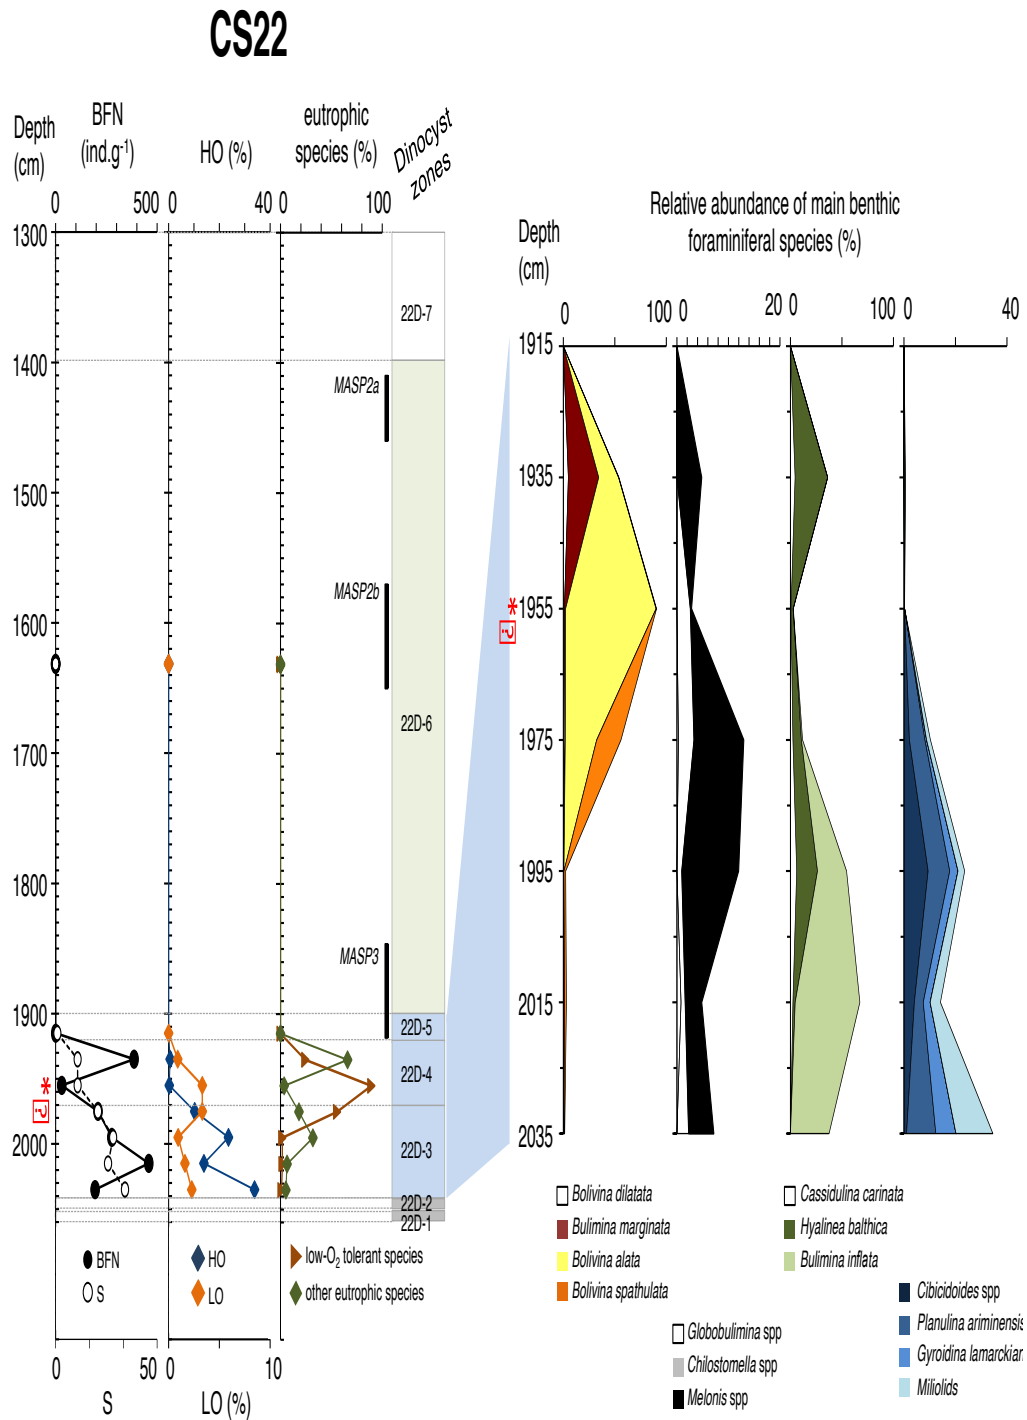 CS22
Depth
(cm)
BFN
(ind.g-1)
HO (%)
eutrophic
species (%)
Dinocyst
zones
0 500 0 40 0 100
1300
1400
1500
1600
1700
1800
1900
2000
MASP2a
MASP2b
MASP3
22D-7
22D-6
22D-5
22D-4
22D-3
22D-2
22D-1
*
BFN
S
HO
LO
low-O2 tolerant species
other eutrophic species
0 50 0 10
S
LO (%)
Relative abundance of main benthic
foraminiferal species (%)
Depth
(cm)
0 100 0 20 0 100 0 40
1915
1935
1955
1975
1995
2015
2035
*
Bolivina dilatata
Bulimina marginata
Bolivina alata
Bolivina spathulata
Globobulimina spp
Chilostomella spp
Melonis spp
Cassidulina carinata
Hyalinea balthica
Bulimina inflata
Cibicidoides spp
Planulina ariminensis
Gyroidina lamarckian
Miliolids